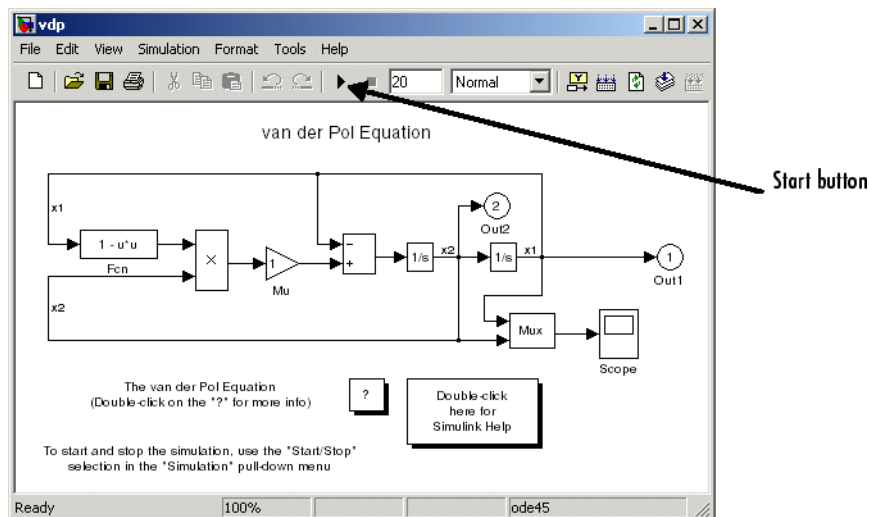 vdp
File Edit View Simulation Format Tools Help
20 Normal
Start button
van der Pol Equation
x1
1 - u*u
Fcn
×
1
Mu
−
+
1/s
x2
2
Out2
1/s
x1
1
Out1
x2
Mux
Scope
The van der Pol Equation
(Double-click on the "?" for more info)
?
Double-click
here for
Simulink Help
To start and stop the simulation, use the "Start/Stop"
selection in the "Simulation" pull-down menu
Ready 100% ode45